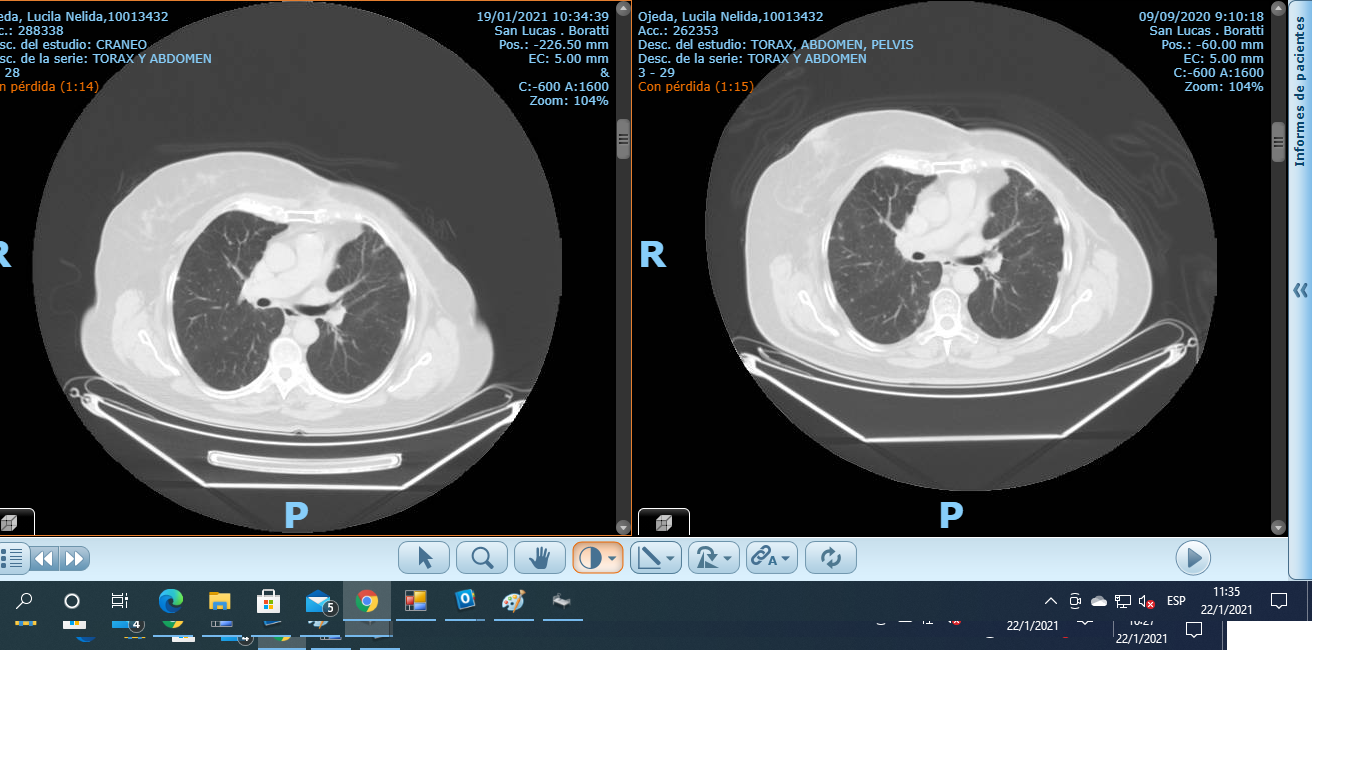 eda, Lucila Nelida,10013432
c.: 288338
sc. del estudio: CRANEO
sc. de la serie: TORAX Y ABDOMEN
- 28
n pérdida (1:14)
19/01/2021 10:34:39
San Lucas . Boratti
Pos.: -226.50 mm
EC: 5.00 mm
&
C:-600 A:1600
Zoom: 104%
R
P
Ojeda, Lucila Nelida,10013432
Acc.: 262353
Desc. del estudio: TORAX, ABDOMEN, PELVIS
Desc. de la serie: TORAX Y ABDOMEN
3 - 29
Con pérdida (1:15)
09/09/2020 9:10:18
San Lucas . Boratti
Pos.: -60.00 mm
EC: 5.00 mm
C:-600 A:1600
Zoom: 104%
R
P
Informes de pacientes
A
5
ESP
11:35
22/1/2021
4
4
22/1/2021
22/1/2021